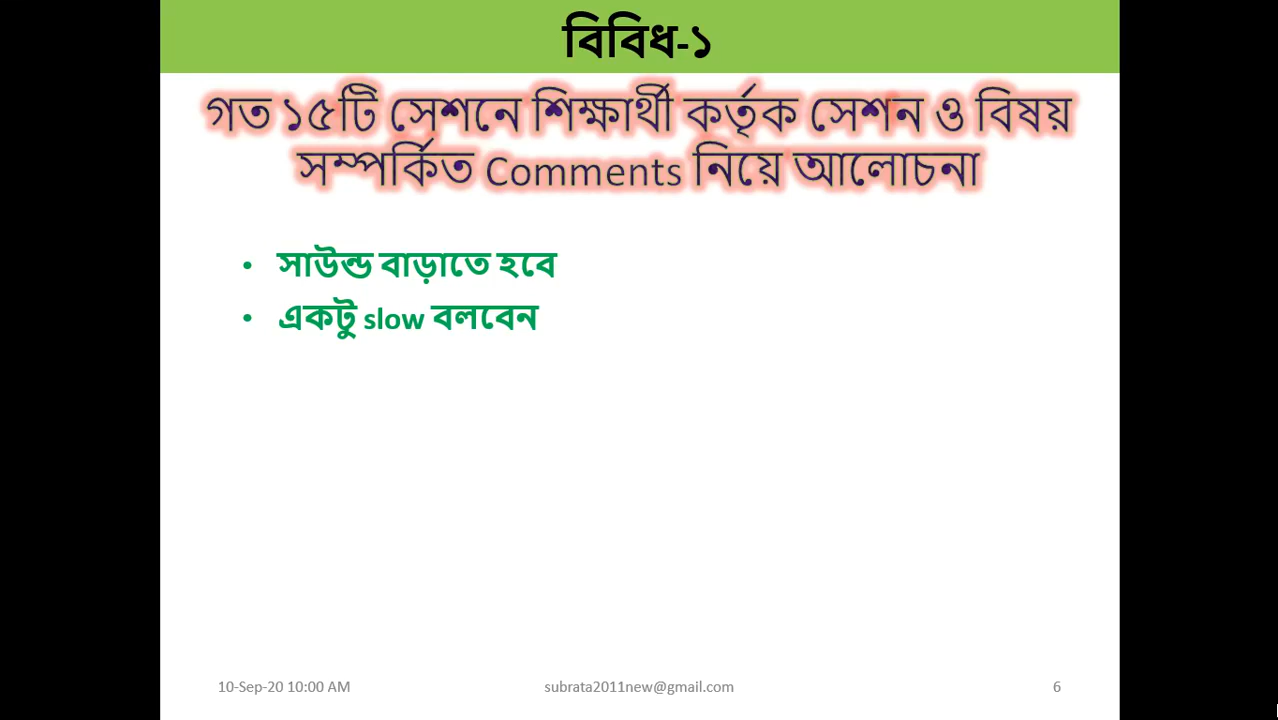 বিবিধ-১
গত ১৫টি সেশনে শিক্ষার্থী কর্তৃক সেশন ও বিষয়
সম্পর্কিত Comments নিয়ে আলোচনা
• সাউন্ড বাড়াতে হবে
• একটু slow বলবেন
10-Sep-20 10:00 AM subrata2011new@gmail.com 6